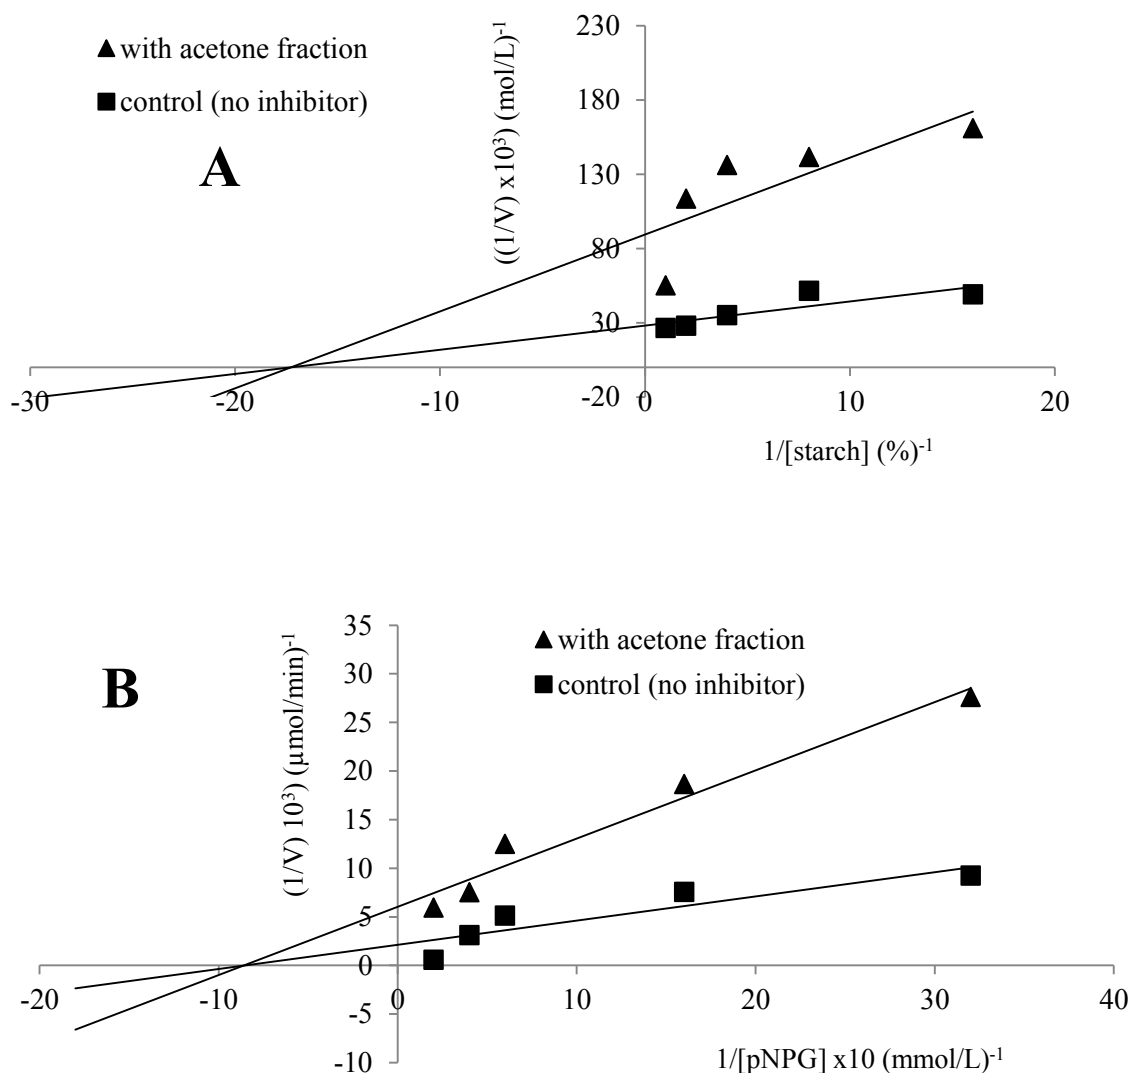 230
▲ with acetone fraction
■ control (no inhibitor)
((1/V) x10³) (mol/L)⁻¹
180
A
130
80
30
-30 -20 -10 -20 0 10 20
1/[starch] (%)⁻¹
35
▲ with acetone fraction
■ control (no inhibitor)
B
(1/V) 10³) (µmol/min)⁻¹
30
25
20
15
10
5
0
-20 -10 0 10 20 30 40
-5
-10
1/[pNPG] x10 (mmol/L)⁻¹